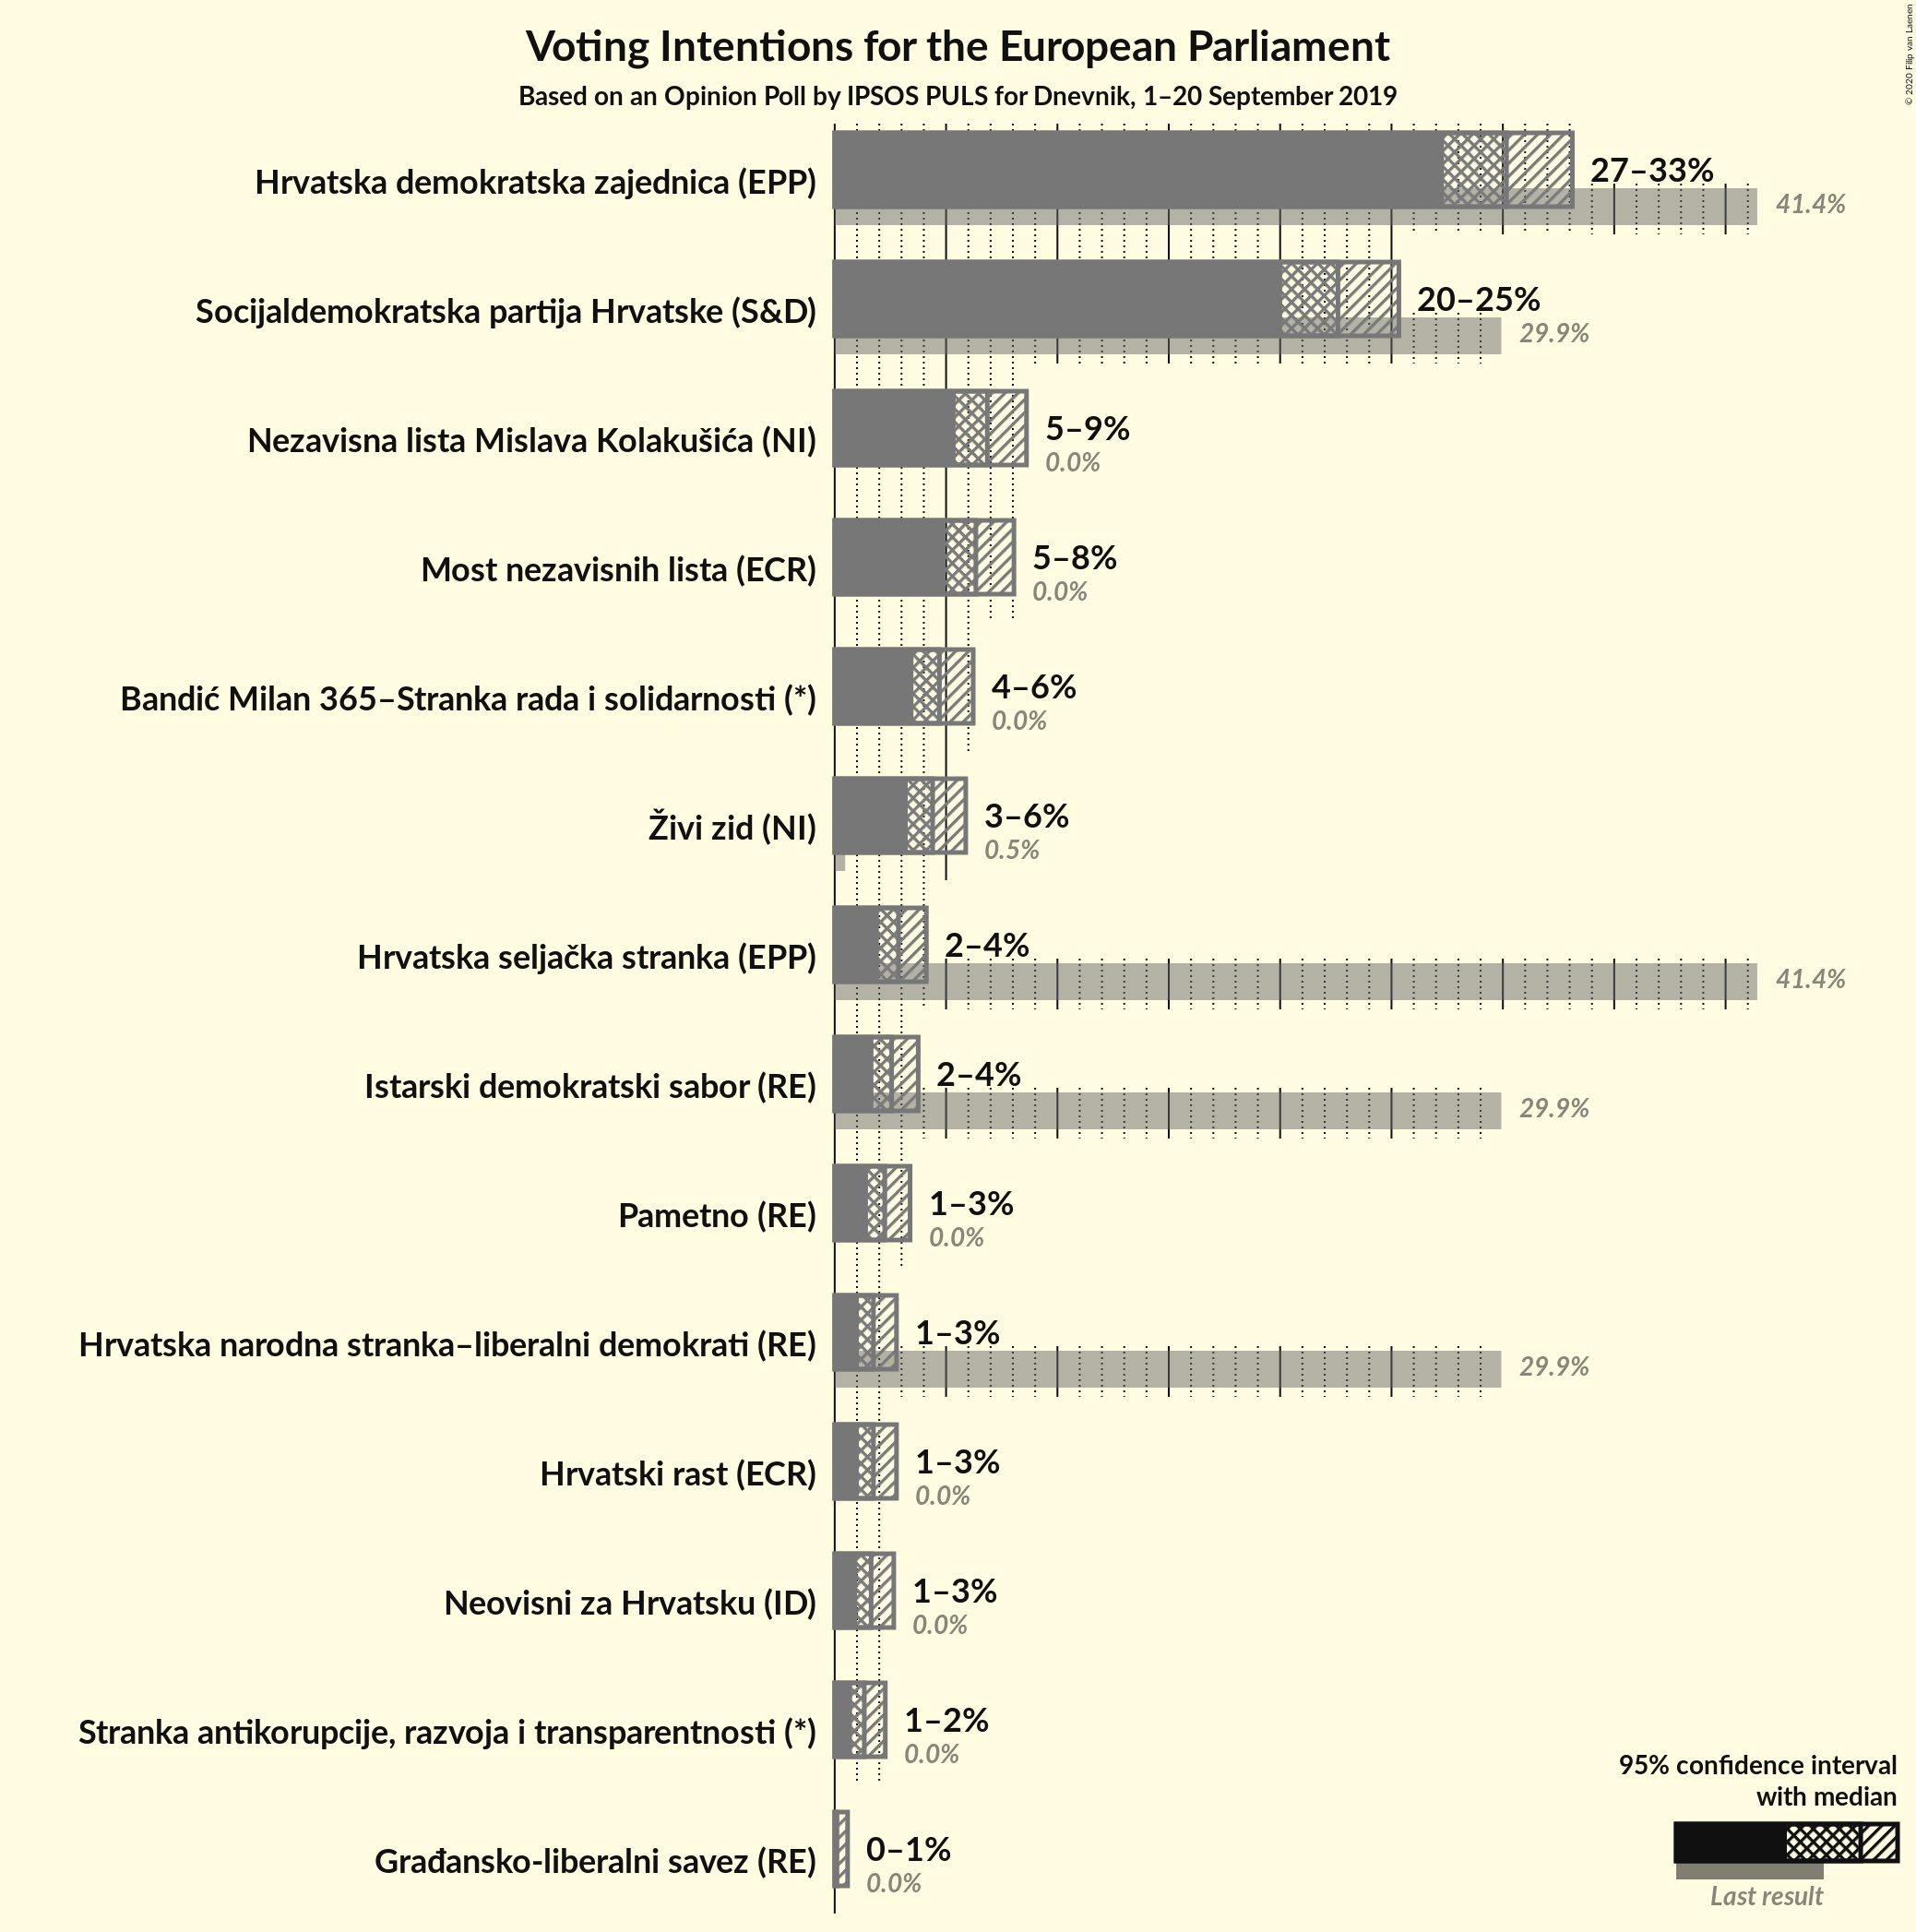 Voting Intentions for the European Parliament
Based on an Opinion Poll by IPSOS PULS for Dnevnik, 1–20 September 2019
© 2020 Filip van Laenen
Hrvatska demokratska zajednica (EPP)
27–33%
41.4%
Socijaldemokratska partija Hrvatske (S&D)
20–25%
29.9%
Nezavisna lista Mislava Kolakušića (NI)
5–9%
0.0%
Most nezavisnih lista (ECR)
5–8%
0.0%
Bandić Milan 365–Stranka rada i solidarnosti (*)
4–6%
0.0%
Živi zid (NI)
3–6%
0.5%
Hrvatska seljačka stranka (EPP)
2–4%
41.4%
Istarski demokratski sabor (RE)
2–4%
29.9%
Pametno (RE)
1–3%
0.0%
Hrvatska narodna stranka–liberalni demokrati (RE)
1–3%
29.9%
Hrvatski rast (ECR)
1–3%
0.0%
Neovisni za Hrvatsku (ID)
1–3%
0.0%
Stranka antikorupcije, razvoja i transparentnosti (*)
1–2%
0.0%
Građansko-liberalni savez (RE)
0–1%
0.0%
95% confidence interval
with median
Last result